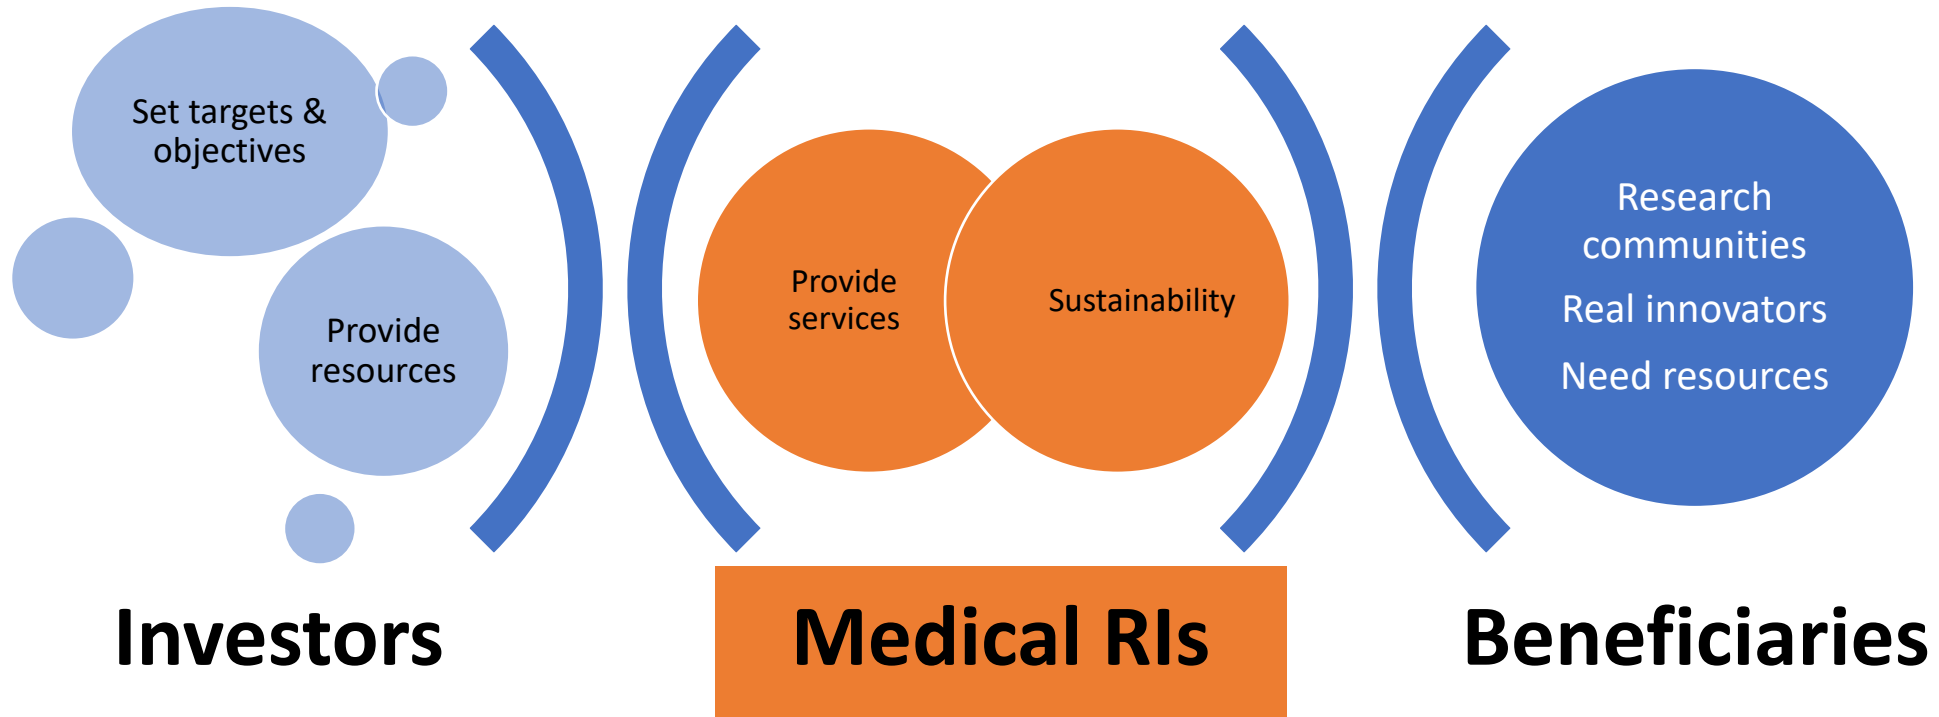 Set targets &
objectives
Provide
resources
Provide
services
Sustainability
Research
communities
Real innovators
Need resources
Investors
Medical RIs
Beneficiaries